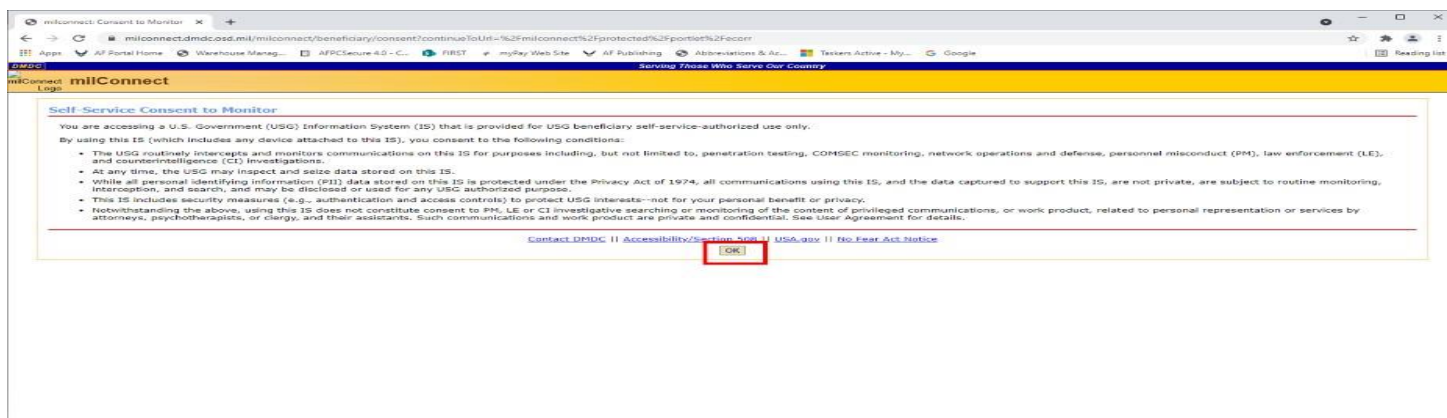 milconnect: Consent to Monitor
milconnect.dmdc.osd.mil/milconnect/beneficiary/consent?continueToUrl=%2Fmilconnect%2Fprotected%2Fportlet%2Fecorr
Apps AF Portal Home Warehouse Manag... AFPCSecure 4.0 - C... FIRST myPay Web Site AF Publishing Abbreviations & Ac... Taskers Active - My... Google Reading list
DMDC Serving Those Who Serve Our Country
milConnect Logo milConnect
Self-Service Consent to Monitor
You are accessing a U.S. Government (USG) Information System (IS) that is provided for USG beneficiary self-service-authorized use only.
By using this IS (which includes any device attached to this IS), you consent to the following conditions:
• The USG routinely intercepts and monitors communications on this IS for purposes including, but not limited to, penetration testing, COMSEC monitoring, network operations and defense, personnel misconduct (PM), law enforcement (LE),
and counterintelligence (CI) investigations.
• At any time, the USG may inspect and seize data stored on this IS.
• While all personal identifying information (PII) data stored on this IS is protected under the Privacy Act of 1974, all communications using this IS, and the data captured to support this IS, are not private, are subject to routine monitoring,
interception, and search, and may be disclosed or used for any USG authorized purpose.
• This IS includes security measures (e.g., authentication and access controls) to protect USG interests--not for your personal benefit or privacy.
• Notwithstanding the above, using this IS does not constitute consent to PM, LE or CI investigative searching or monitoring of the content of privileged communications, or work product, related to personal representation or services by
attorneys, psychotherapists, or clergy, and their assistants. Such communications and work product are private and confidential. See User Agreement for details.
Contact DMDC || Accessibility/Section 508 || USA.gov || No Fear Act Notice
OK